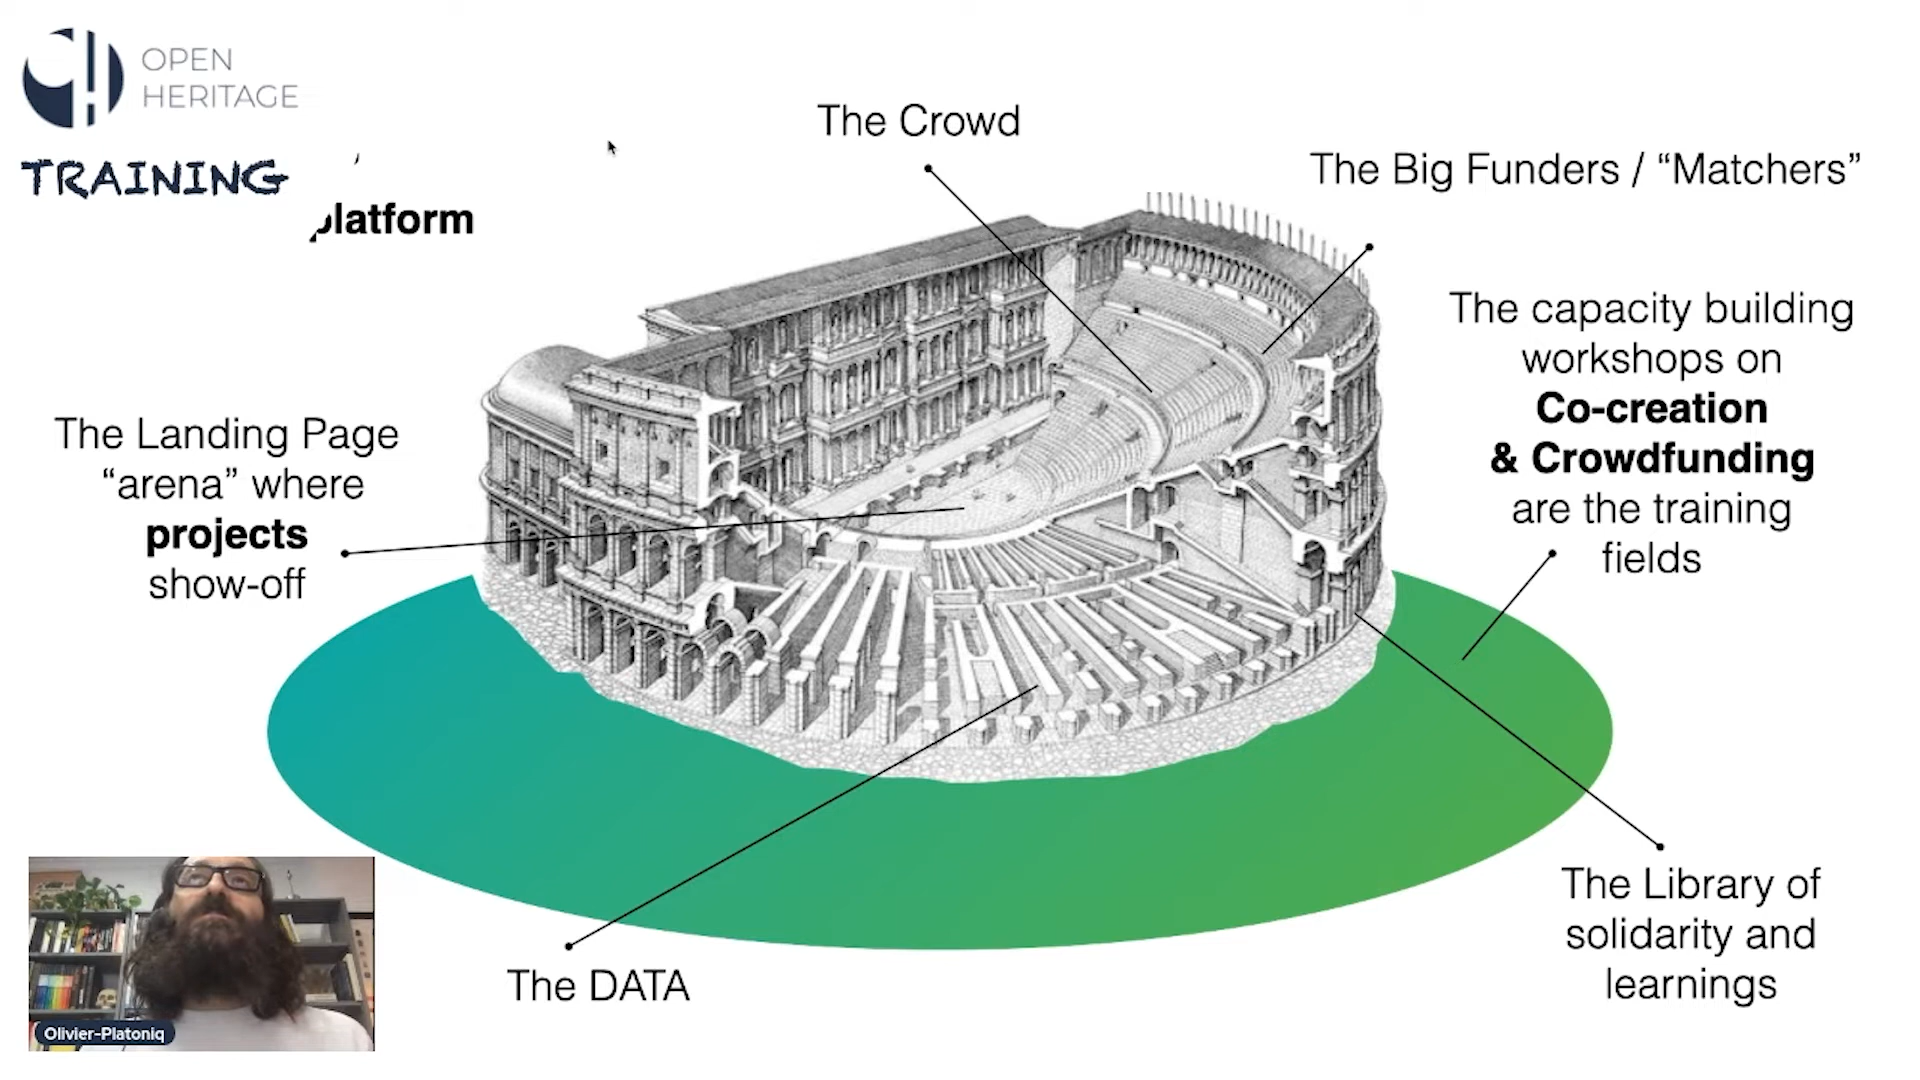 OPEN
HERITAGE
TRAINING
platform
The Crowd
The Big Funders / “Matchers”
The capacity building
workshops on
Co-creation
& Crowdfunding
are the training
fields
The Landing Page
“arena” where
projects
show-off
The DATA
The Library of
solidarity and
learnings
Olivier-Platoniq